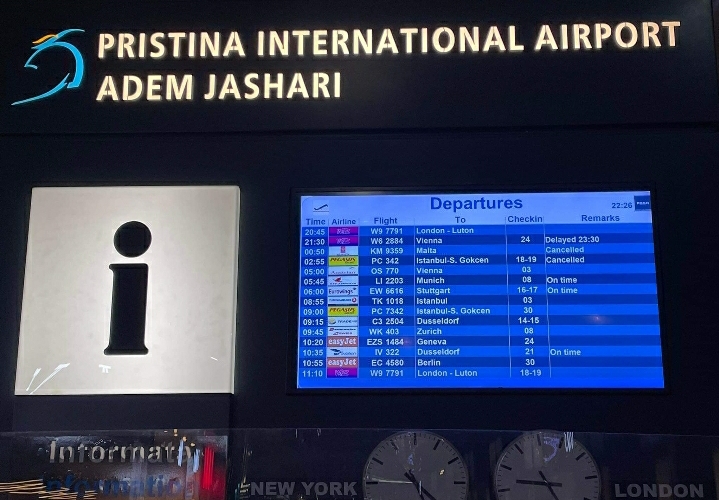 PRISTINA INTERNATIONAL AIRPORT
ADEM JASHARI
Departures 22:26
Time Airline Flight To Checkin Remarks
20:45 W9 7791 London - Luton
21:30 W6 2884 Vienna 24 Delayed 23:30
00:50 KM 9359 Malta Cancelled
02:55 PEGASUS PC 342 Istanbul-S. Gokcen 18-19 Cancelled
05:00 OS 770 Vienna 03
05:45 LI 2203 Munich 08 On time
06:00 Eurowings EW 6616 Stuttgart 16-17 On time
08:55 TK 1018 Istanbul 03
09:00 PEGASUS PC 7342 Istanbul-S. Gokcen 30
09:15 C3 2504 Dusseldorf 14-15
09:45 WK 403 Zurich 08
10:20 easyJet EZS 1484 Geneva 24
10:35 IV 322 Dusseldorf 21 On time
10:55 easyJet EC 4580 Berlin 30
11:10 W9 7791 London - Luton 18-19
i
NEW YORK LONDON